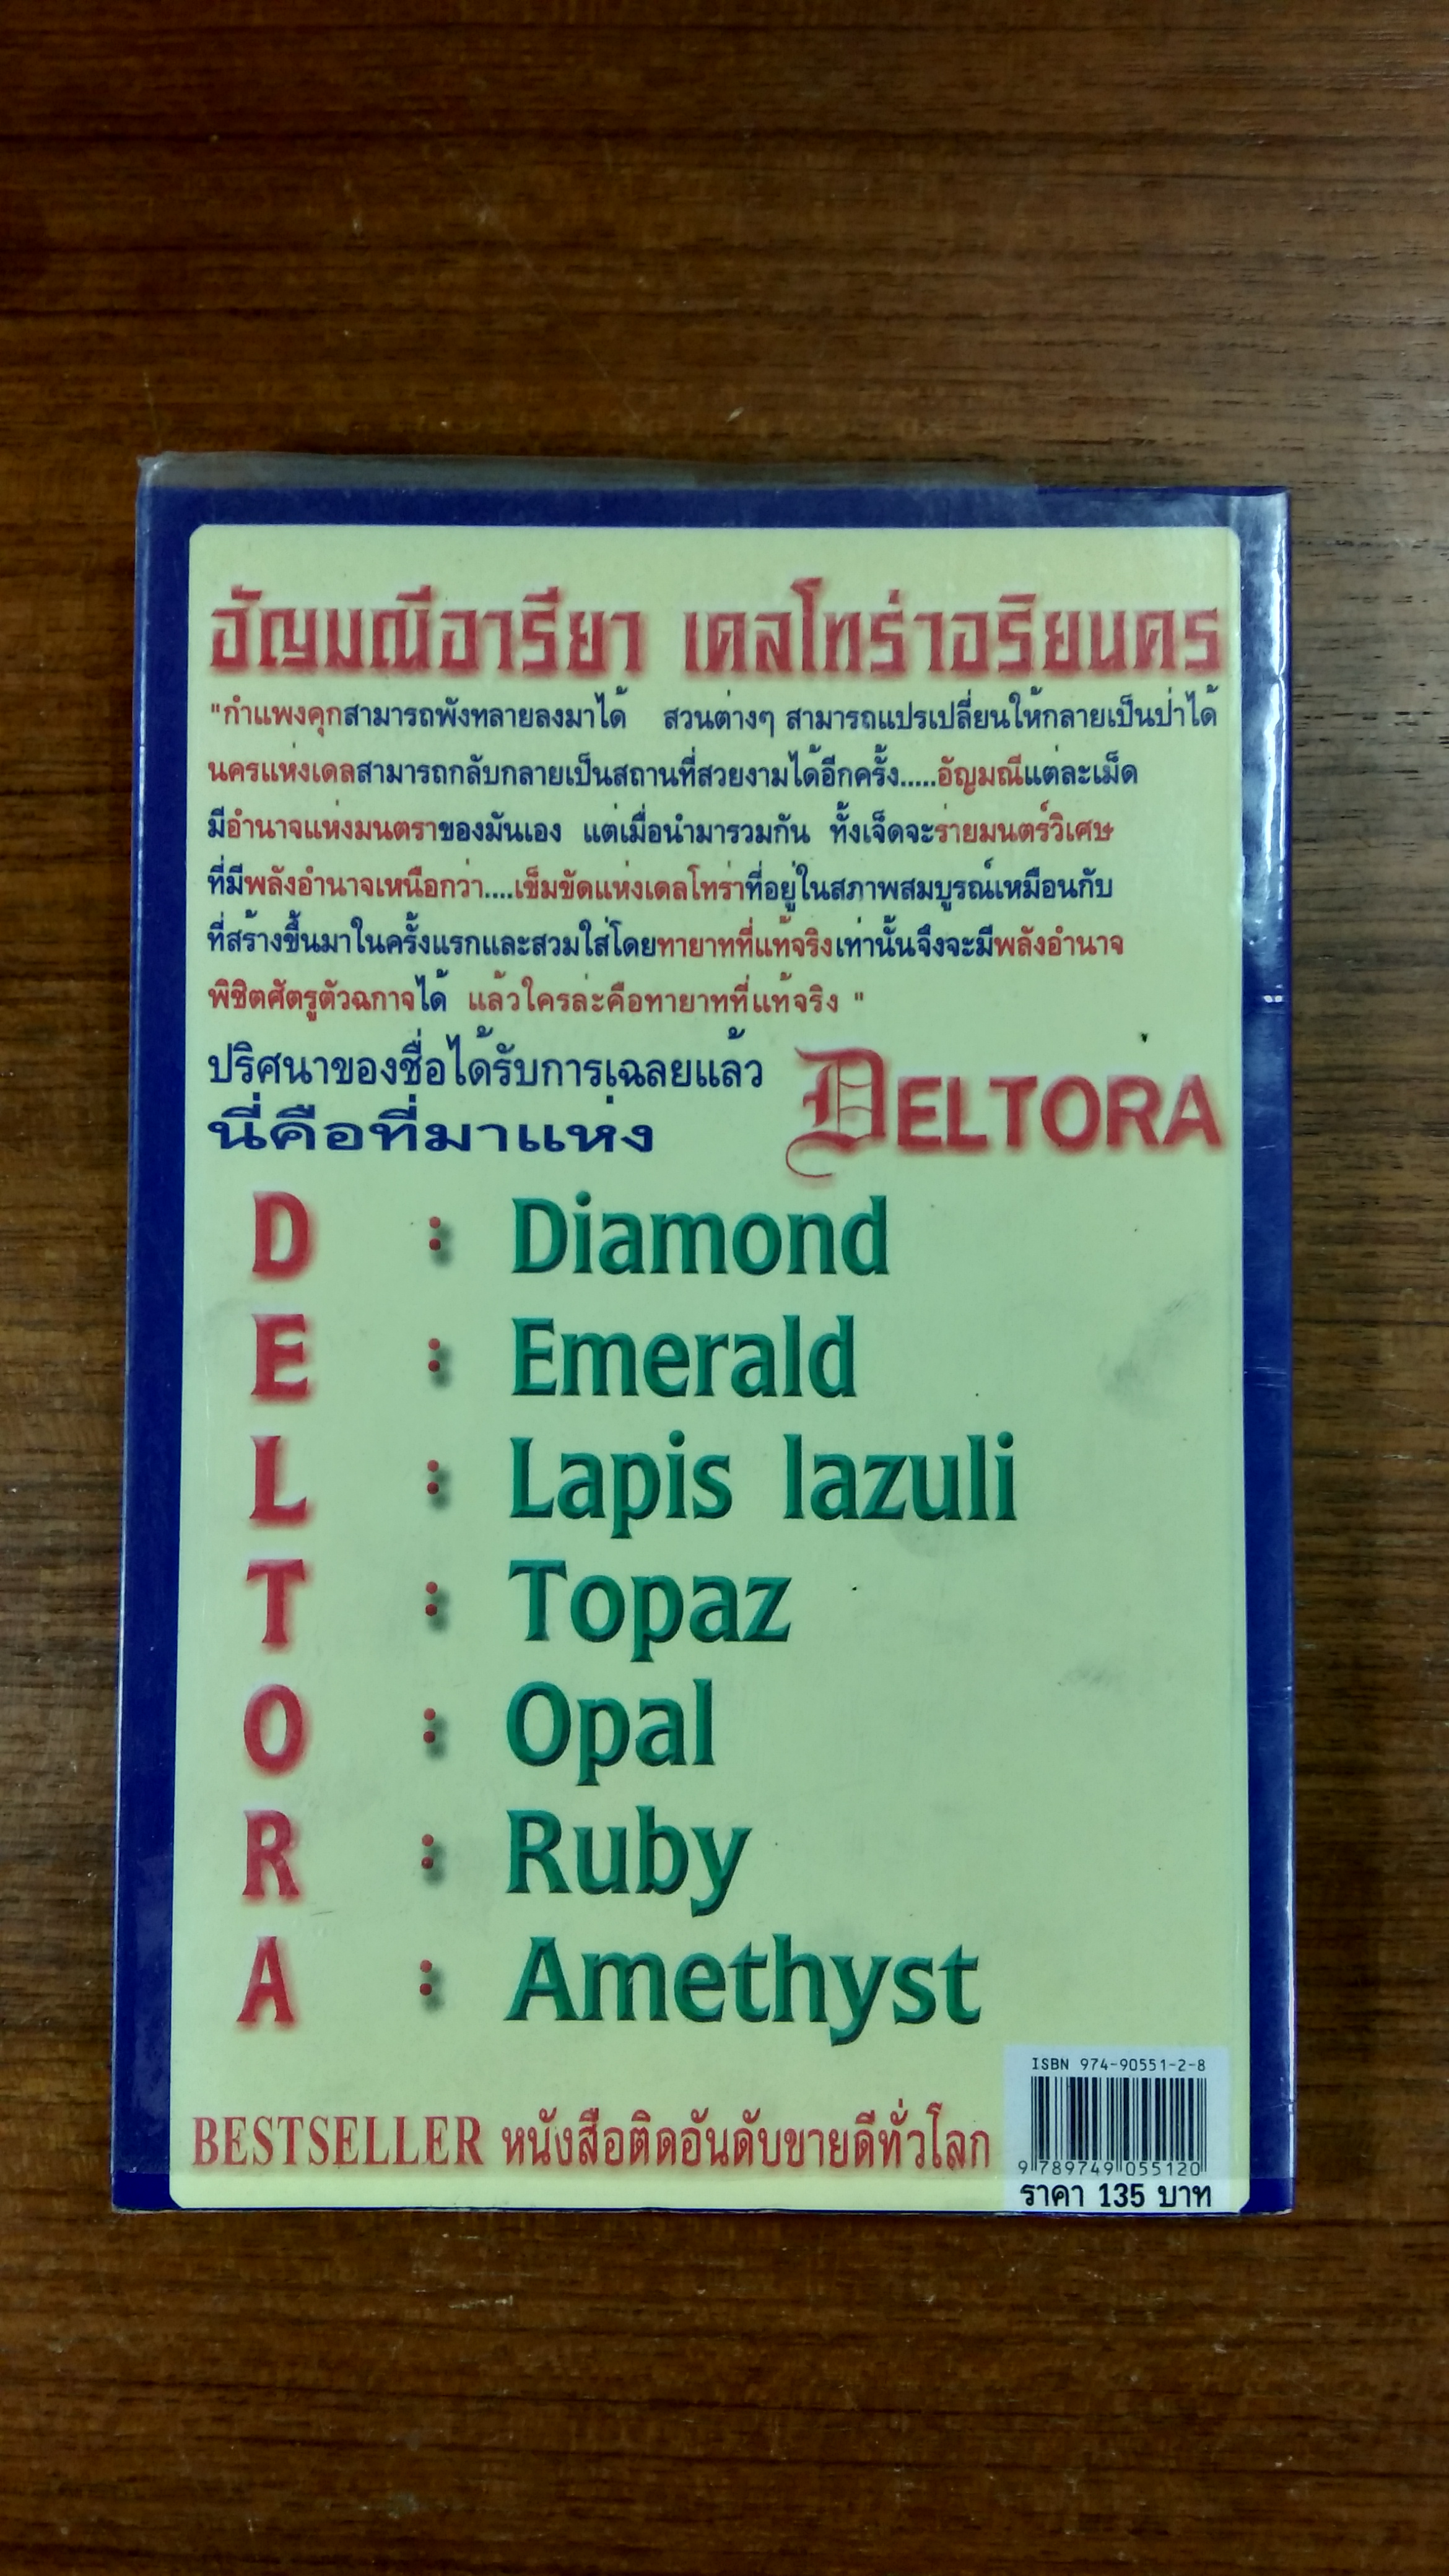 อัญมณีอารียา เดลโทร่าอริยนคร
"กำแพงคุกสามารถพังทลายลงมาได้ สวนต่างๆ สามารถแปรเปลี่ยนให้กลายเป็นป่าได้
นครแห่งเดลสามารถกลับกลายเป็นสถานที่สวยงามได้อีกครั้ง.....อัญมณีแต่ละเม็ด
มีอำนาจแห่งมนตราของมันเอง แต่เมื่อนำมารวมกัน ทั้งเจ็ดจะร่ายมนตร์วิเศษ
ที่มีพลังอำนาจเหนือกว่า....เข็มขัดแห่งเดลโทร่าที่อยู่ในสภาพสมบูรณ์เหมือนกับ
ที่สร้างขึ้นมาในครั้งแรกและสวมใส่โดยทายาทที่แท้จริงเท่านั้นจึงจะมีพลังอำนาจ
พิชิตศัตรูตัวฉกาจได้ แล้วใครล่ะคือทายาทที่แท้จริง "
ปริศนาของชื่อได้รับการเฉลยแล้ว
นี่คือที่มาแห่ง DELTORA
D : Diamond
E : Emerald
L : Lapis lazuli
T : Topaz
O : Opal
R : Ruby
A : Amethyst
BESTSELLER หนังสือติดอันดับขายดีทั่วโลก
ISBN 974-90551-2-8
9 789749 055120
ราคา 135 บาท